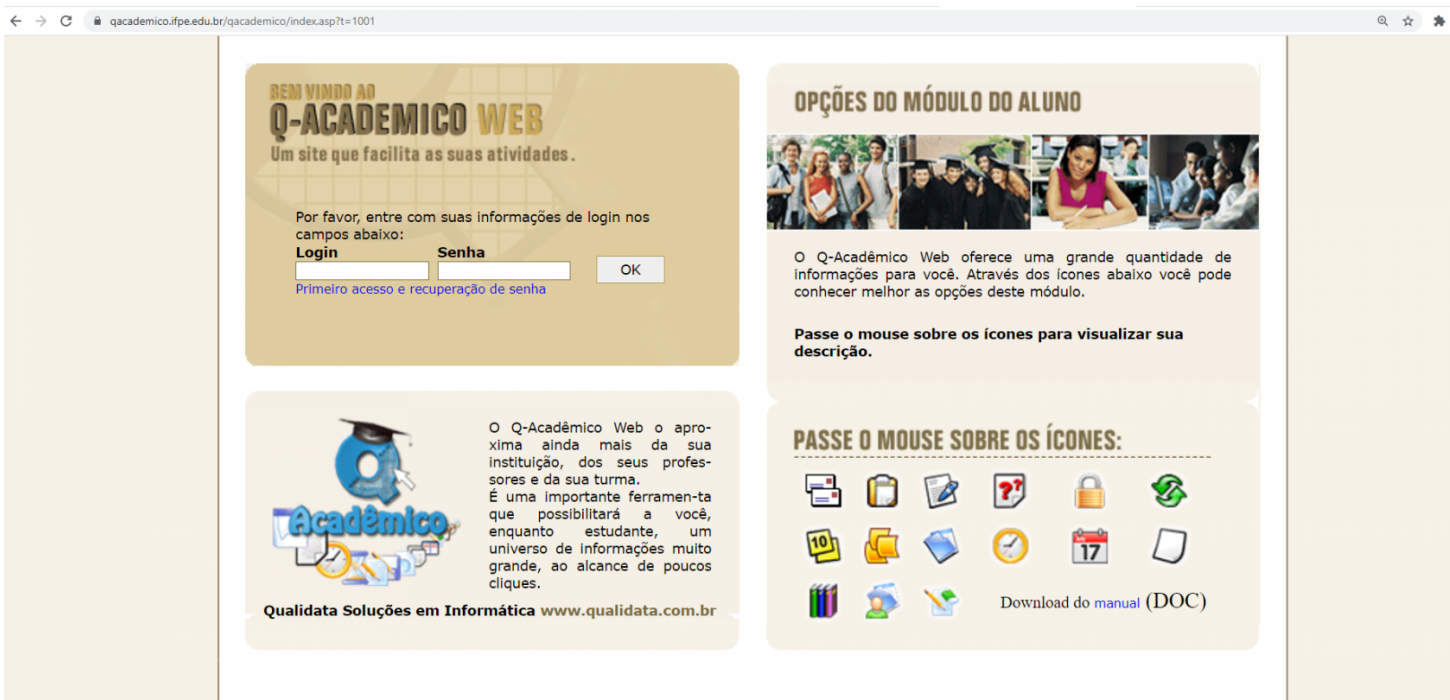 qacademico.ifpe.edu.br/qacademico/index.asp?t=1001
BEM VINDO AO
Q-ACADEMICO WEB
Um site que facilita as suas atividades.
Por favor, entre com suas informações de login nos
campos abaixo:
Login Senha
OK
Primeiro acesso e recuperação de senha
O Q-Acadêmico Web o apro-
xima ainda mais da sua
instituição, dos seus profes-
sores e da sua turma.
É uma importante ferramen-ta
que possibilitará a você,
enquanto estudante, um
universo de informações muito
grande, ao alcance de poucos
cliques.
Q
Acadêmico
Qualidata Soluções em Informática www.qualidata.com.br
OPÇÕES DO MÓDULO DO ALUNO
O Q-Acadêmico Web oferece uma grande quantidade de
informações para você. Através dos ícones abaixo você pode
conhecer melhor as opções deste módulo.
Passe o mouse sobre os ícones para visualizar sua
descrição.
PASSE O MOUSE SOBRE OS ÍCONES:
??
10
17
Download do manual (DOC)